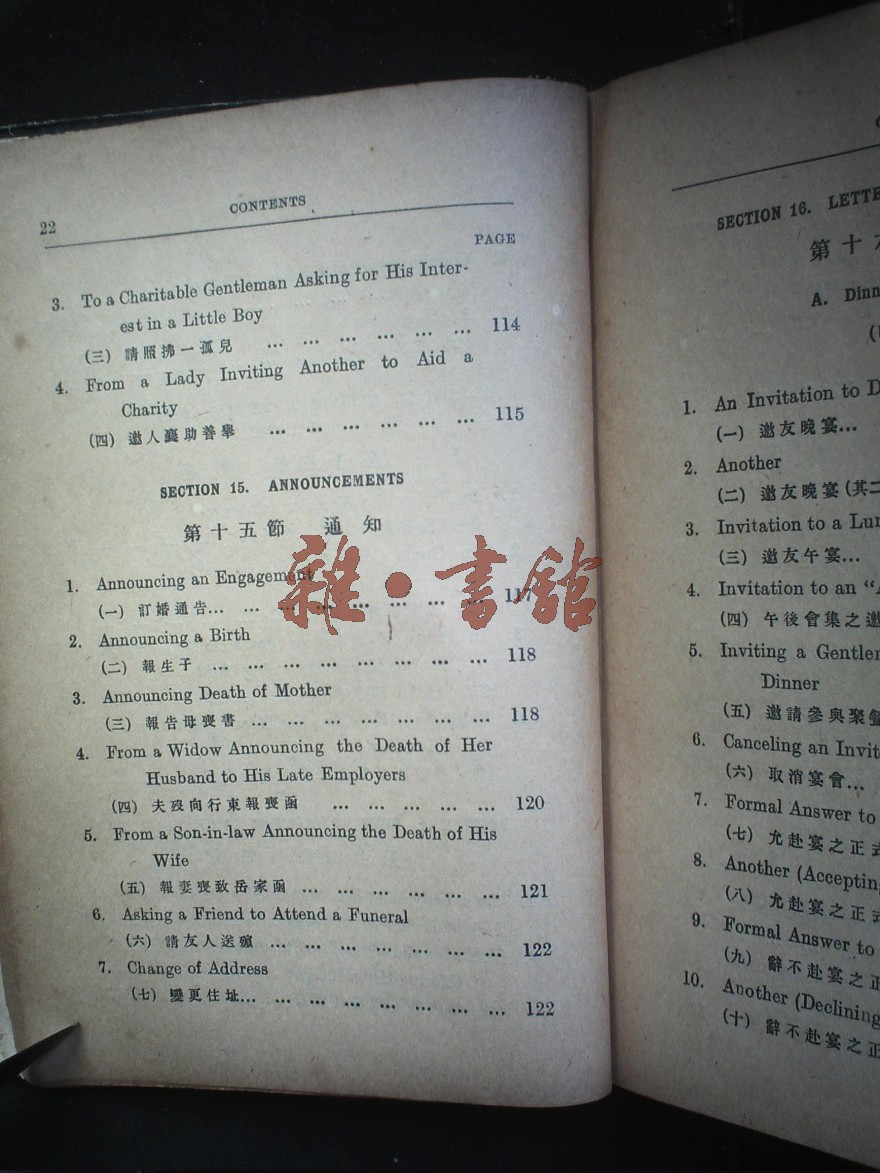 22 CONTENTS
PAGE
3. To a Charitable Gentleman Asking for His Inter-
est in a Little Boy
(三) 請照拂一孤兒 ... ... ... ... ... ... 114
4. From a Lady Inviting Another to Aid a
Charity
(四) 邀人襄助善舉 ... ... ... ... ... ... 115
SECTION 15. ANNOUNCEMENTS
第十五節 通知
1. Announcing an Engagement
(一) 訂婚通告... ... ... ... ... ... ... ... 117
2. Announcing a Birth
(二) 報生子 ... ... ... ... ... ... ... ... 118
3. Announcing Death of Mother
(三) 報告母喪書 ... ... ... ... ... ... ... 118
4. From a Widow Announcing the Death of Her
Husband to His Late Employers
(四) 夫歿向行東報喪函 ... ... ... ... ... 120
5. From a Son-in-law Announcing the Death of His
Wife
(五) 報妻喪致岳家函 ... ... ... ... ... ... 121
6. Asking a Friend to Attend a Funeral
(六) 請友人送殯 ... ... ... ... ... ... ... 122
7. Change of Address
(七) 變更住址... ... ... ... ... ... ... 122
雜·書館
SECTION 16.
第十
A.
1. An Invitation to
(一) 邀友晚宴...
2. Another
(二) 邀友晚宴(其二
3. Invitation to a
(三) 邀友午宴...
4. Invitation to an
(四) 午後會集之邀
5. Inviting a
Dinner
(五) 邀請參與聚餐
6. Canceling an
(六) 取消宴會...
7. Formal Answer to
(七) 允赴宴之正式
8. Another (Accepting
(八) 允赴宴之正式
9. Formal Answer to
(九) 辭不赴宴之正
10. Another (Declining
(十) 辭不赴宴之正